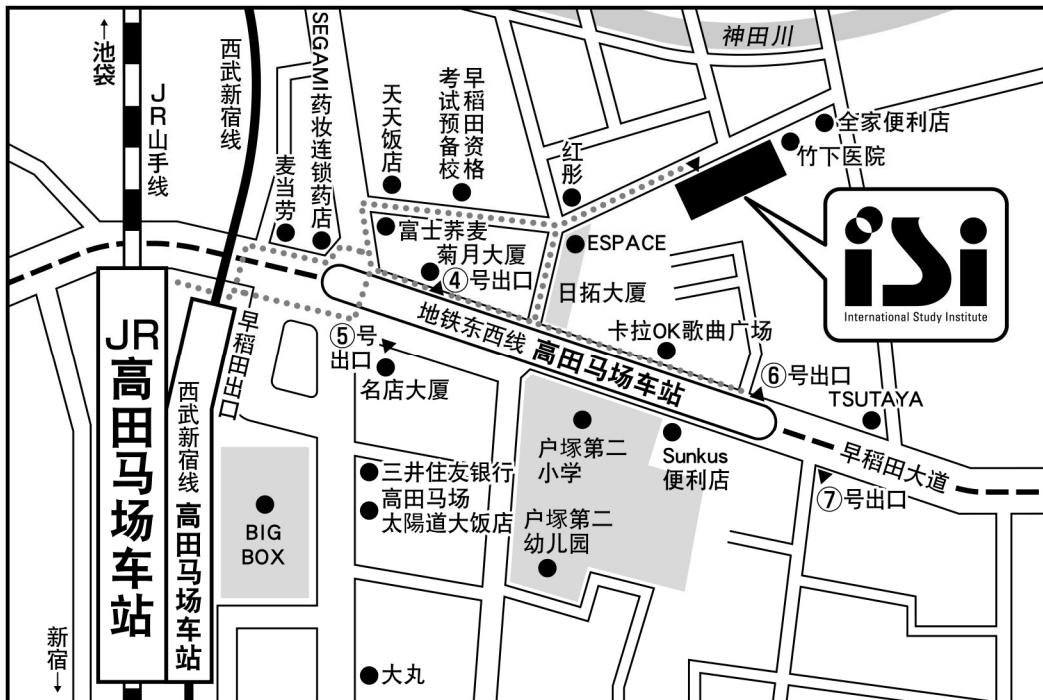 ←池袋
JR山手线
西武新宿线
SEGAMI药妆连锁药店
麦当劳
天天饭店
早稻田资格
考试预备校
红彤
神田川
全家便利店
竹下医院
富士荞麦
菊月大厦
④号出口
ESPACE
日拓大厦
iSi
International Study Institute
地铁东西线 高田马场车站
卡拉OK歌曲广场
⑤号
出口
名店大厦
⑥号出口
TSUTAYA
早稻田大道
⑦号出口
JR高田马场车站
西武新宿线 高田马场车站
早稻田出口
BIG
BOX
三井住友银行
高田马场
太陽道大饭店
户塚第二
小学
户塚第二
幼儿园
Sunkus
便利店
新宿→
大丸